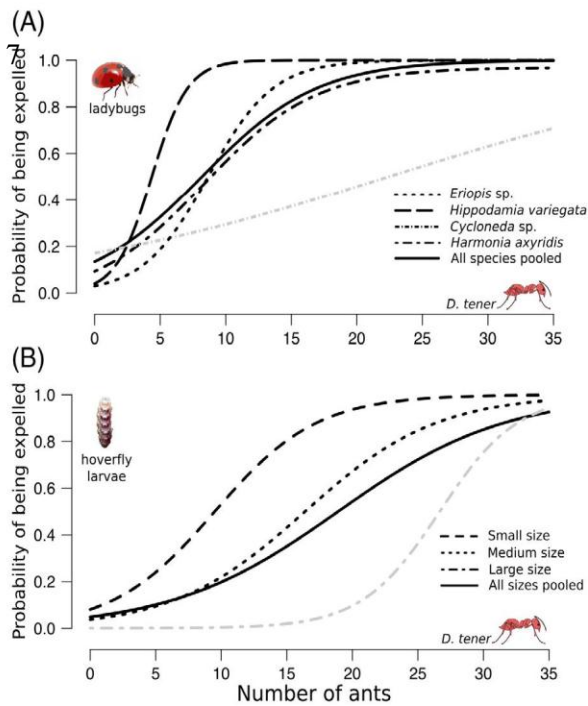 (A)
7
Probability of being expelled
1.0
0.8
0.6
0.4
0.2
0.0
ladybugs
Eriopis sp.
Hippodamia variegata
Cycloneda sp.
Harmonia axyridis
All species pooled
D. tener
0 5 10 15 20 25 30 35
(B)
Probability of being expelled
1.0
0.8
0.6
0.4
0.2
0.0
hoverfly
larvae
Small size
Medium size
Large size
All sizes pooled
D. tener
0 5 10 15 20 25 30 35
Number of ants